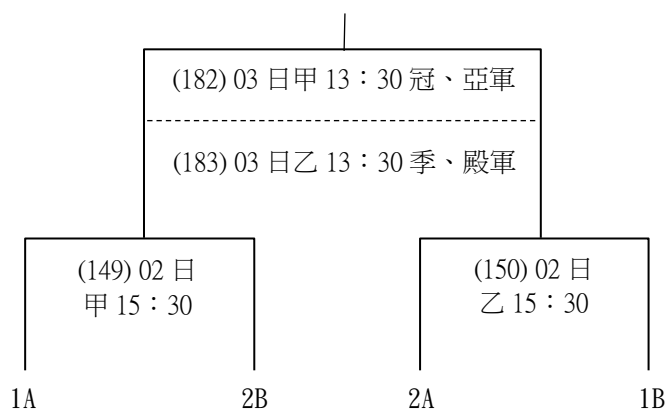 (182) 03 日甲 13：30 冠、亞軍
(183) 03 日乙 13：30 季、殿軍
(149) 02 日
甲 15：30
(150) 02 日
乙 15：30
1A 2B 2A 1B